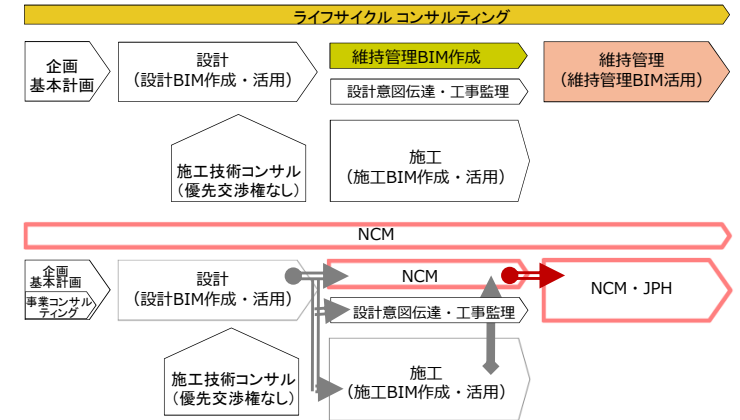 ライフサイクル コンサルティング
企画
基本計画
設計
（設計BIM作成・活用）
維持管理BIM作成
設計意図伝達・工事監理
維持管理
（維持管理BIM活用）
施工技術コンサル
（優先交渉権なし）
施工
（施工BIM作成・活用）
NCM
企画
基本計画
事業コンサル
ティング
設計
（設計BIM作成・活用）
NCM
設計意図伝達・工事監理
NCM・JPH
施工技術コンサル
（優先交渉権なし）
施工
（施工BIM作成・活用）